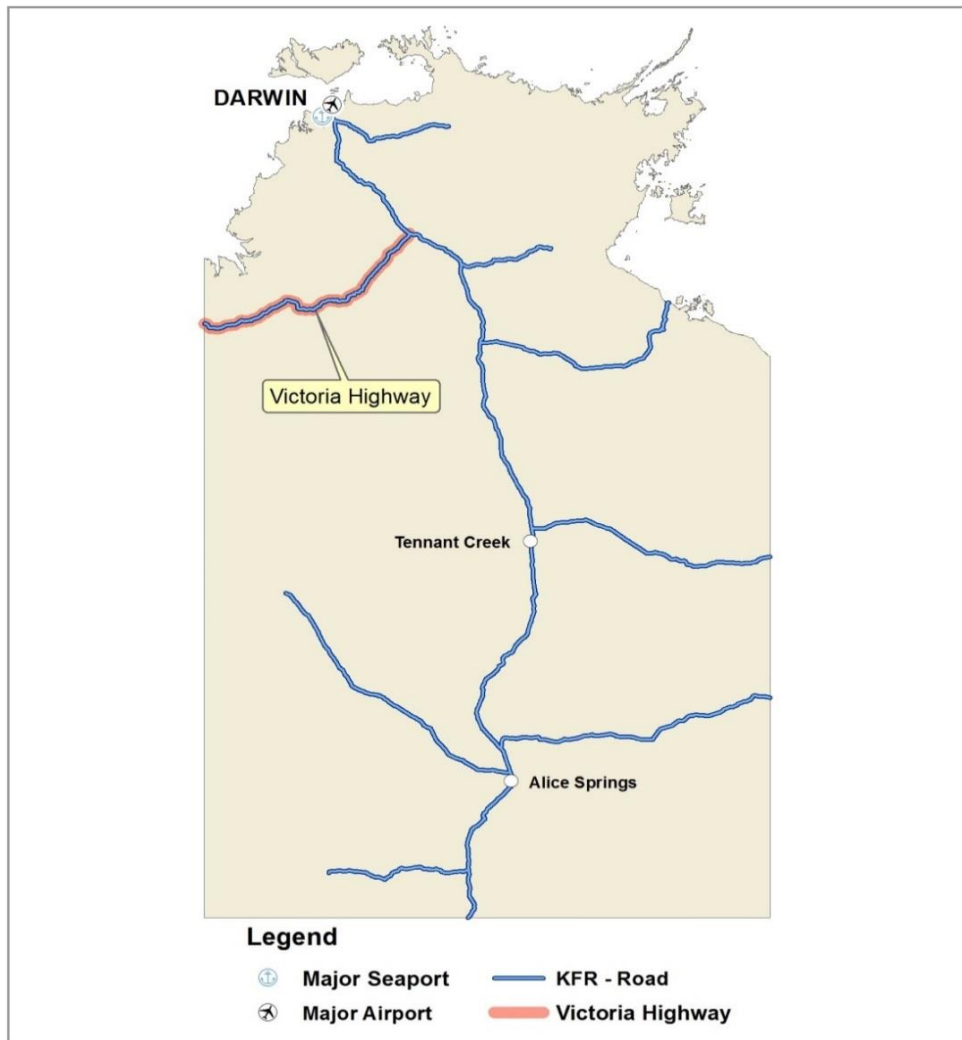 DARWIN
Victoria Highway
Tennant Creek
Alice Springs
Legend
Major Seaport
KFR - Road
Major Airport
Victoria Highway